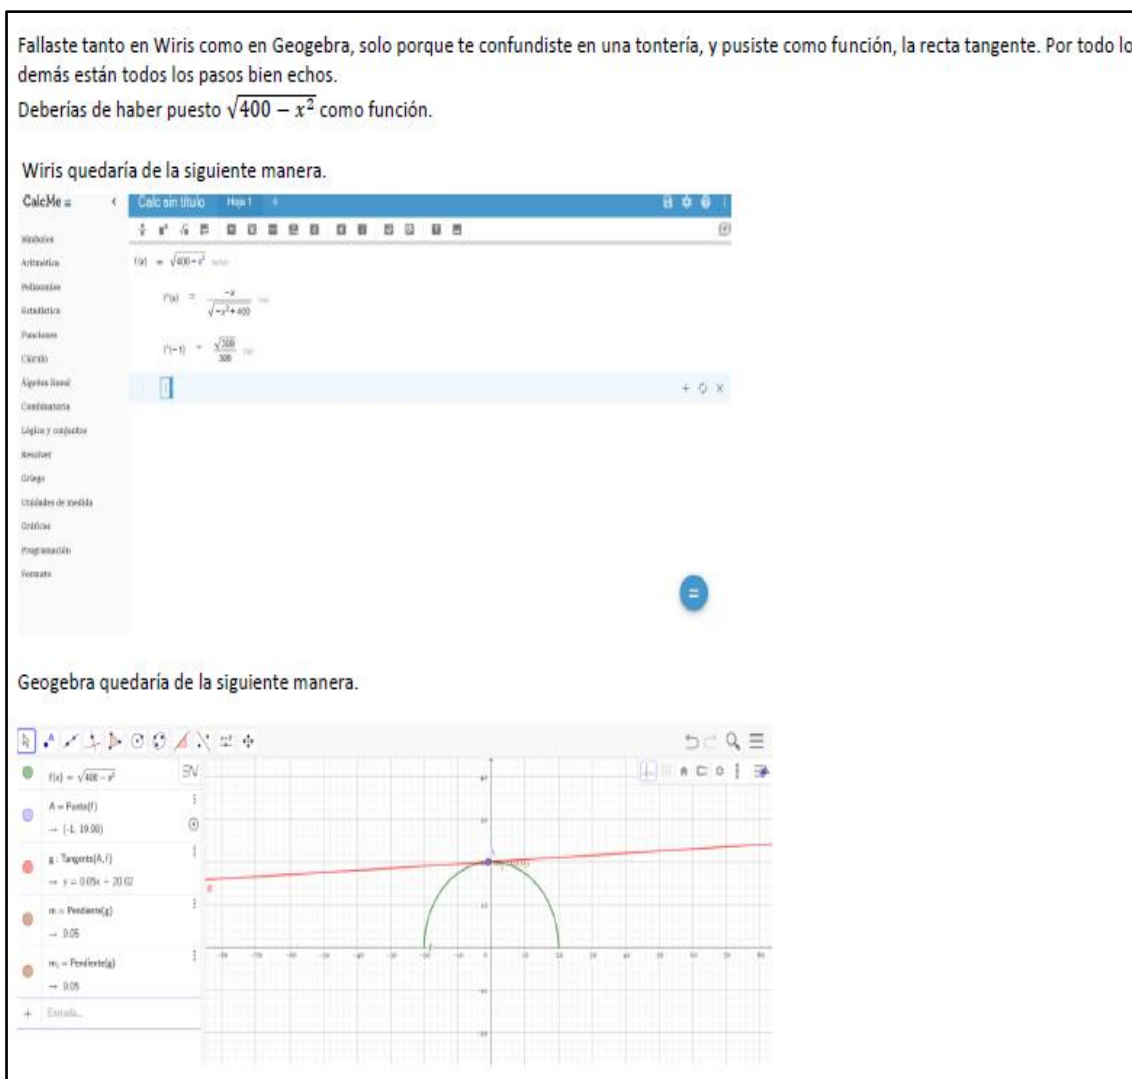 Fallaste tanto en Wiris como en Geogebra, solo porque te confundiste en una tontería, y pusiste como función, la recta tangente. Por todo lo
demás están todos los pasos bien echos.
Deberías de haber puesto √400 − x² como función.
Wiris quedaría de la siguiente manera.
CalcMe
Calc sin título Hoja 1 +
Símbolos
Aritmética
Polinomios
Estadística
Funciones
Cálculo
Álgebra lineal
Combinatoria
Lógica y conjuntos
Resolver
Griego
Unidades de medida
Gráficas
Programación
Formato
f(x) = √400−x²
f'(x) = −x / √−x²+400
f'(−1) =
=
Geogebra quedaría de la siguiente manera.
f(x) = √400 − x²
A = Punto(f)
→ (-1, 19.98)
g : Tangente(A, f)
→ y = 0.05x + 20.02
m = Pendiente(g)
→ 0.05
m₁ = Pendiente(g)
→ 0.05
+ Entrada...